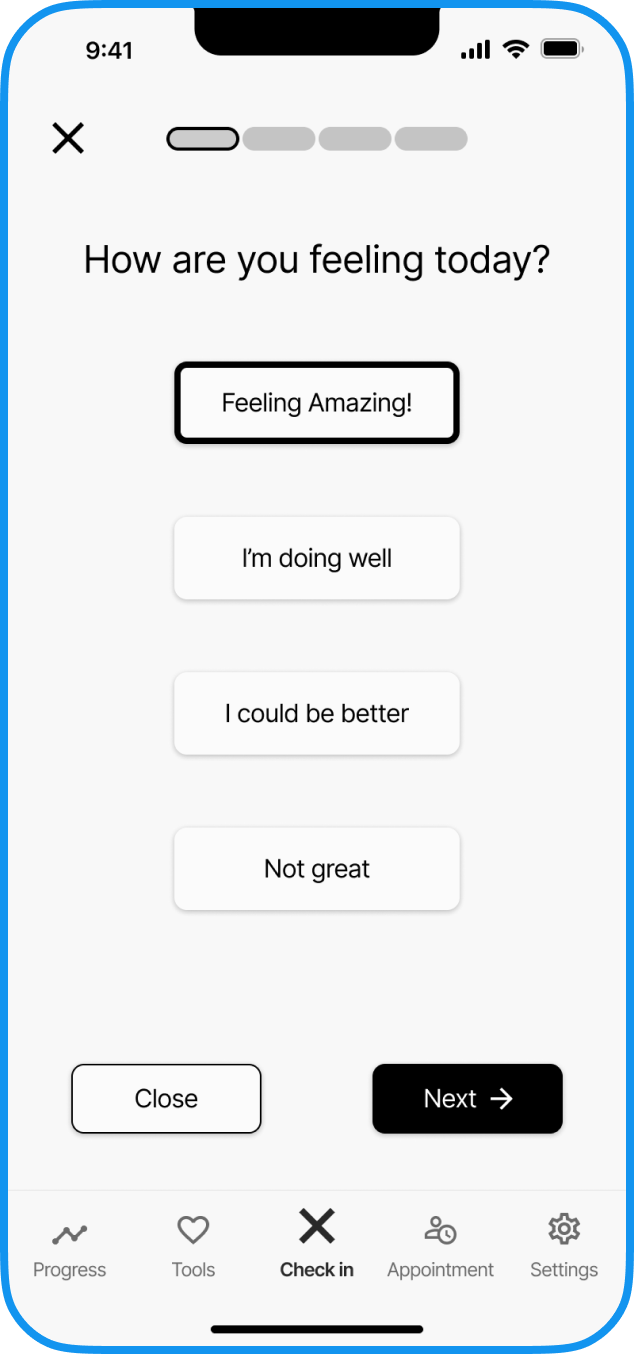 9:41
How are you feeling today?
Feeling Amazing!
I’m doing well
I could be better
Not great
Close
Next
Progress
Tools
Check in
Appointment
Settings